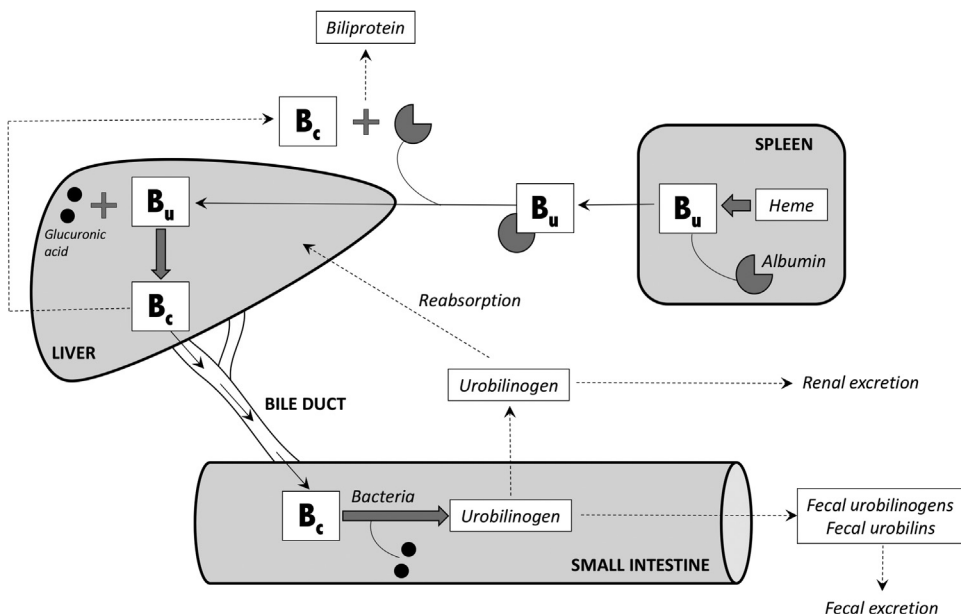 Biliprotein
Bc
SPLEEN
Bu
Glucuronic
acid
Bu
Bu
Heme
Albumin
Bc
Reabsorption
LIVER
Urobilinogen
Renal excretion
BILE DUCT
Bacteria
Bc
Urobilinogen
Fecal urobilinogens
Fecal urobilins
SMALL INTESTINE
Fecal excretion